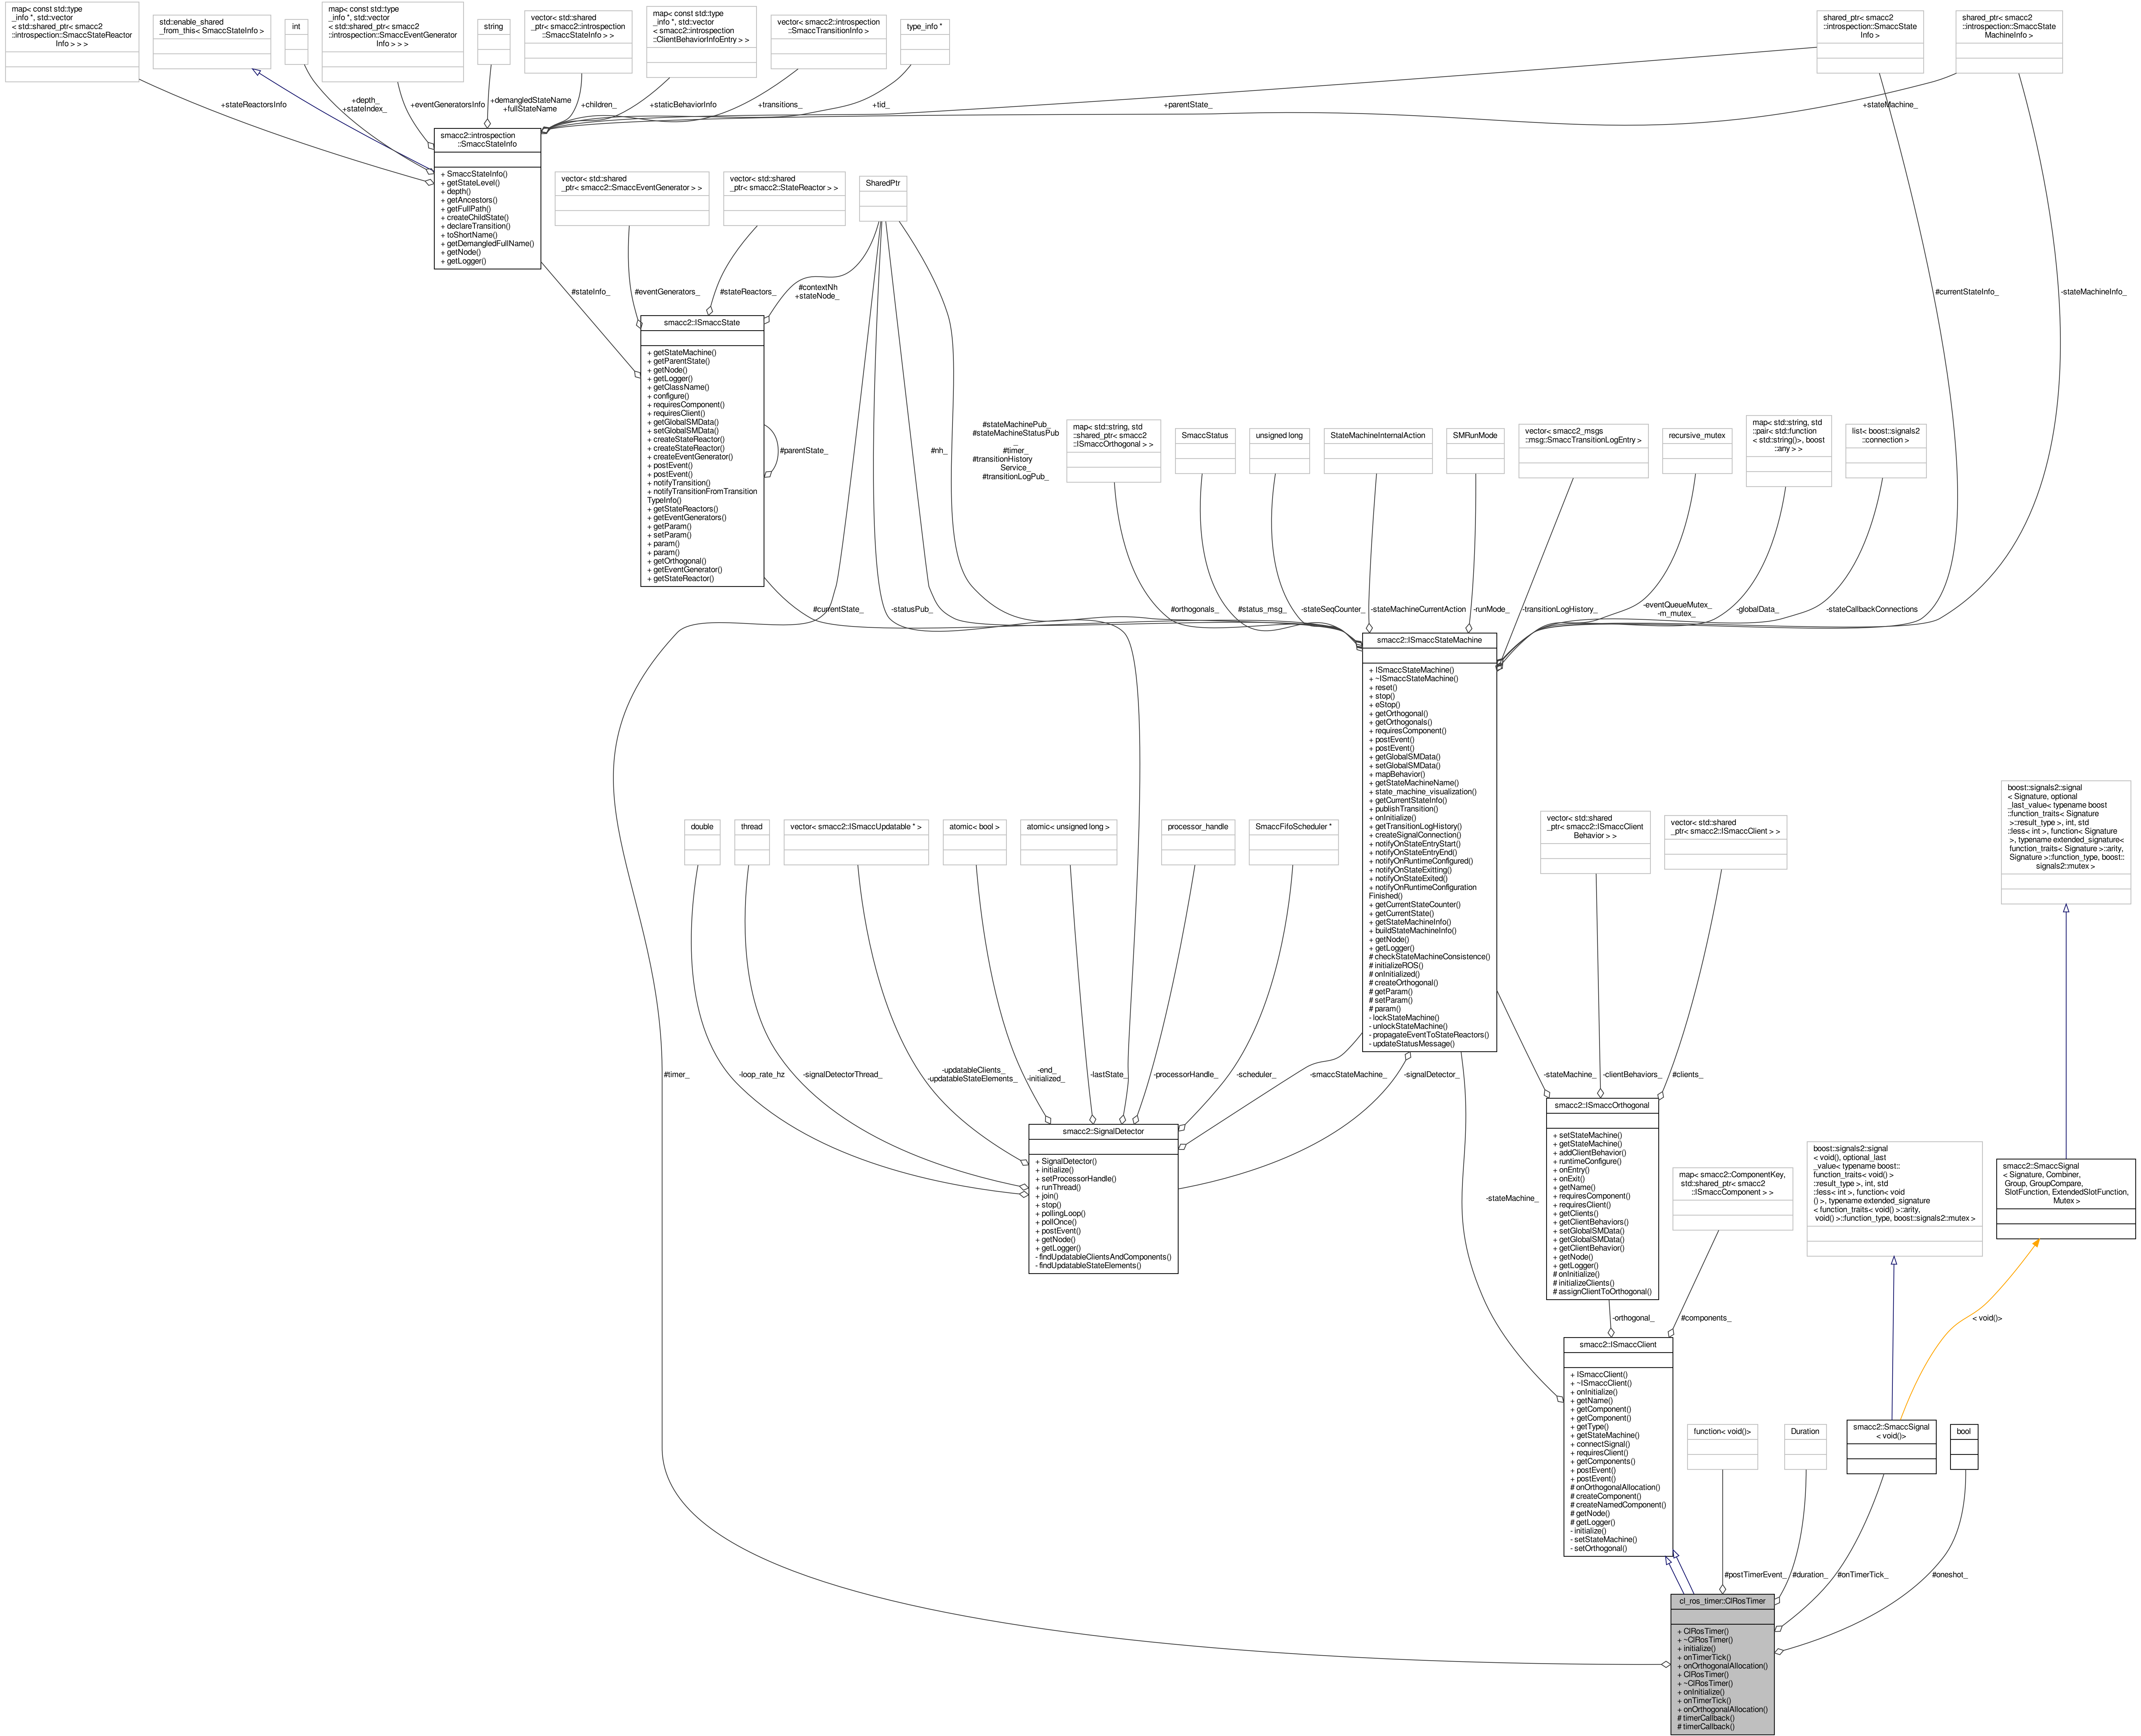 map< const std::type
_info *, std::vector
< std::shared_ptr< smacc2
::introspection::SmaccStateReactor
Info > > >
std::enable_shared
_from_this< SmaccStateInfo >
int
map< const std::type
_info *, std::vector
< std::shared_ptr< smacc2
::introspection::SmaccEventGenerator
Info > > >
string
vector< std::shared
_ptr< smacc2::introspection
::SmaccStateInfo > >
map< const std::type
_info *, std::vector
< smacc2::introspection
::ClientBehaviorInfoEntry > >
vector< smacc2::introspection
::SmaccTransitionInfo >
type_info *
shared_ptr< smacc2
::introspection::SmaccState
Info >
shared_ptr< smacc2
::introspection::SmaccState
MachineInfo >
+stateReactorsInfo
+depth_
+stateIndex_
+eventGeneratorsInfo
+demangledStateName
+fullStateName
+children_
+staticBehaviorInfo
+transitions_
+tid_
+parentState_
+stateMachine_
smacc2::introspection
::SmaccStateInfo
+ SmaccStateInfo()
+ getStateLevel()
+ depth()
+ getAncestors()
+ getFullPath()
+ createChildState()
+ declareTransition()
+ toShortName()
+ getDemangledFullName()
+ getNode()
+ getLogger()
vector< std::shared
_ptr< smacc2::SmaccEventGenerator > >
vector< std::shared
_ptr< smacc2::StateReactor > >
SharedPtr
#stateInfo_
#eventGenerators_
#stateReactors_
#contextNh
+stateNode_
#currentStateInfo_
-stateMachineInfo_
smacc2::ISmaccState
+ getStateMachine()
+ getParentState()
+ getNode()
+ getLogger()
+ getClassName()
+ configure()
+ requiresComponent()
+ requiresClient()
+ getGlobalSMData()
+ setGlobalSMData()
+ createStateReactor()
+ createStateReactor()
+ createEventGenerator()
+ postEvent()
+ postEvent()
+ notifyTransition()
+ notifyTransitionFromTransition
TypeInfo()
+ getStateReactors()
+ getEventGenerators()
+ getParam()
+ setParam()
+ param()
+ param()
+ getOrthogonal()
+ getEventGenerator()
+ getStateReactor()
#parentState_
#nh_
#stateMachinePub_
#stateMachineStatusPub
_
#timer_
#transitionHistory
Service_
#transitionLogPub_
map< std::string, std
::shared_ptr< smacc2
::ISmaccOrthogonal > >
SmaccStatus
unsigned long
StateMachineInternalAction
SMRunMode
vector< smacc2_msgs
::msg::SmaccTransitionLogEntry >
recursive_mutex
map< std::string, std
::pair< std::function
< std::string()>, boost
::any > >
list< boost::signals2
::connection >
#currentState_
-statusPub_
#orthogonals_
#status_msg_
-stateSeqCounter_
-stateMachineCurrentAction
-runMode_
-transitionLogHistory_
-eventQueueMutex_
-m_mutex_
-globalData_
-stateCallbackConnections
smacc2::ISmaccStateMachine
+ ISmaccStateMachine()
+ ~ISmaccStateMachine()
+ reset()
+ stop()
+ eStop()
+ getOrthogonal()
+ getOrthogonals()
+ requiresComponent()
+ postEvent()
+ postEvent()
+ getGlobalSMData()
+ setGlobalSMData()
+ mapBehavior()
+ getStateMachineName()
+ state_machine_visualization()
+ getCurrentStateInfo()
+ publishTransition()
+ onInitialize()
+ getTransitionLogHistory()
+ createSignalConnection()
+ notifyOnStateEntryStart()
+ notifyOnStateEntryEnd()
+ notifyOnRuntimeConfigured()
+ notifyOnStateExitting()
+ notifyOnStateExited()
+ notifyOnRuntimeConfiguration
Finished()
+ getCurrentStateCounter()
+ getCurrentState()
+ getStateMachineInfo()
+ buildStateMachineInfo()
+ getNode()
+ getLogger()
# checkStateMachineConsistence()
# initializeROS()
# onInitialized()
# createOrthogonal()
# getParam()
# setParam()
# param()
- lockStateMachine()
- unlockStateMachine()
- propagateEventToStateReactors()
- updateStatusMessage()
double
thread
vector< smacc2::ISmaccUpdatable * >
atomic< bool >
atomic< unsigned long >
processor_handle
SmaccFifoScheduler *
vector< std::shared
_ptr< smacc2::ISmaccClient
Behavior > >
vector< std::shared
_ptr< smacc2::ISmaccClient > >
boost::signals2::signal
< Signature, optional
_last_value< typename boost
::function_traits< Signature
>::result_type >, int, std
::less< int >, function< Signature
>, typename extended_signature<
function_traits< Signature >::arity,
Signature >::function_type, boost::
signals2::mutex >
#timer_
-loop_rate_hz
-signalDetectorThread_
-updatableClients_
-updatableStateElements_
-end_
-initialized_
-lastState_
-processorHandle_
-scheduler_
-smaccStateMachine_
-signalDetector_
-stateMachine_
-clientBehaviors_
#clients_
smacc2::SignalDetector
+ SignalDetector()
+ initialize()
+ setProcessorHandle()
+ runThread()
+ join()
+ stop()
+ pollingLoop()
+ pollOnce()
+ postEvent()
+ getNode()
+ getLogger()
- findUpdatableClientsAndComponents()
- findUpdatableStateElements()
smacc2::ISmaccOrthogonal
+ setStateMachine()
+ getStateMachine()
+ addClientBehavior()
+ runtimeConfigure()
+ onEntry()
+ onExit()
+ getName()
+ requiresComponent()
+ requiresClient()
+ getClients()
+ getClientBehaviors()
+ setGlobalSMData()
+ getGlobalSMData()
+ getClientBehavior()
+ getNode()
+ getLogger()
# onInitialize()
# initializeClients()
# assignClientToOrthogonal()
map< smacc2::ComponentKey,
std::shared_ptr< smacc2
::ISmaccComponent > >
boost::signals2::signal
< void(), optional_last
_value< typename boost::
function_traits< void() >
::result_type >, int, std
::less< int >, function< void
() >, typename extended_signature
< function_traits< void() >::arity,
void() >::function_type, boost::signals2::mutex >
smacc2::SmaccSignal
< Signature, Combiner,
Group, GroupCompare,
SlotFunction, ExtendedSlotFunction,
Mutex >
-stateMachine_
-orthogonal_
#components_
< void()>
smacc2::ISmaccClient
+ ISmaccClient()
+ ~ISmaccClient()
+ onInitialize()
+ getName()
+ getComponent()
+ getComponent()
+ getType()
+ getStateMachine()
+ connectSignal()
+ requiresClient()
+ getComponents()
+ postEvent()
+ postEvent()
# onOrthogonalAllocation()
# createComponent()
# createNamedComponent()
# getNode()
# getLogger()
- initialize()
- setStateMachine()
- setOrthogonal()
function< void()>
Duration
smacc2::SmaccSignal
< void()>
bool
#postTimerEvent_
#duration_
#onTimerTick_
#oneshot_
cl_ros_timer::ClRosTimer
+ ClRosTimer()
+ ~ClRosTimer()
+ initialize()
+ onTimerTick()
+ onOrthogonalAllocation()
+ ClRosTimer()
+ ~ClRosTimer()
+ onInitialize()
+ onTimerTick()
+ onOrthogonalAllocation()
# timerCallback()
# timerCallback()